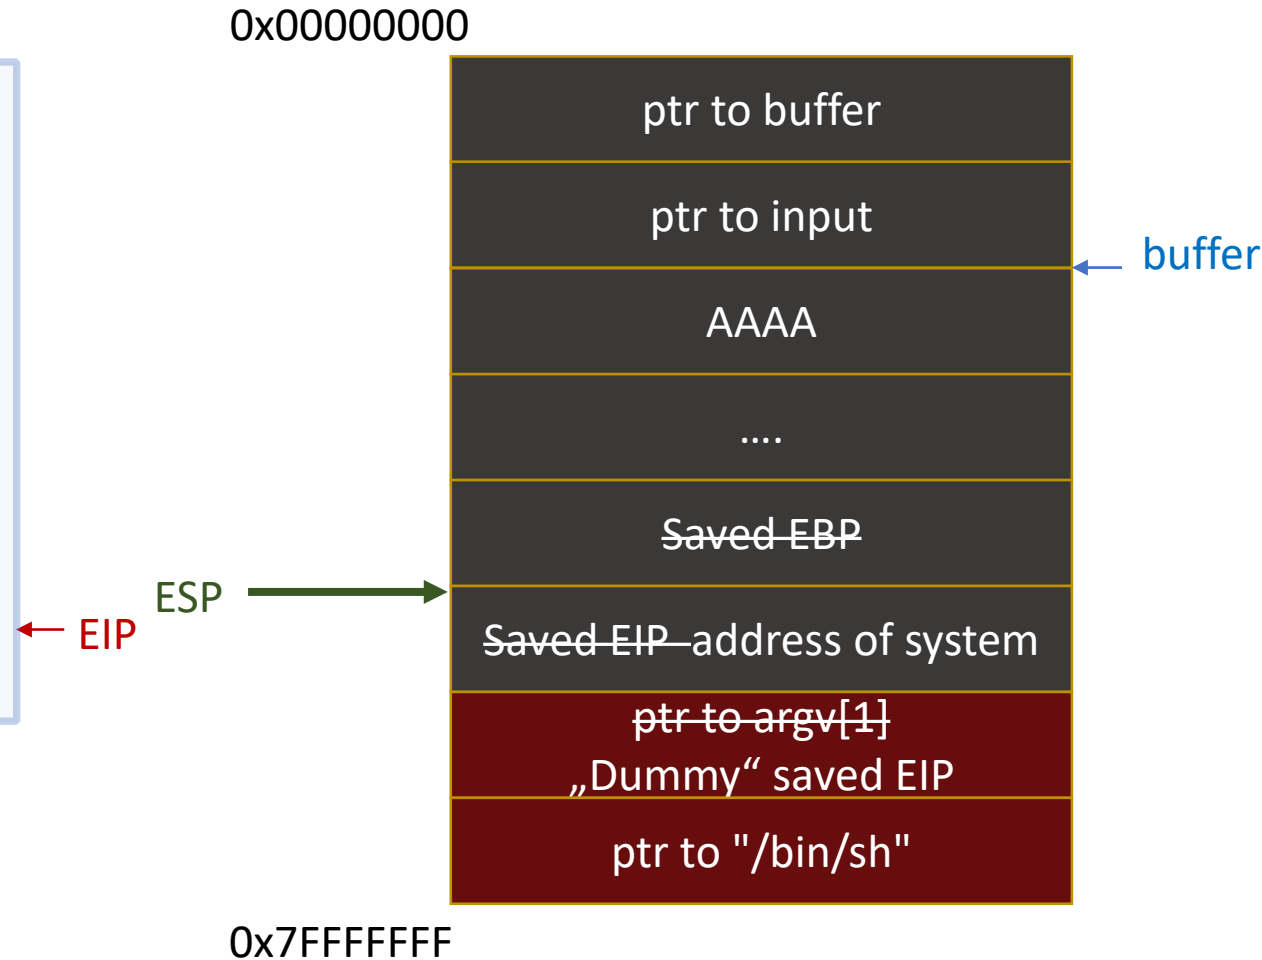 0x00000000
ptr to buffer
ptr to input
buffer
AAAA
....
Saved EBP
ESP
EIP
Saved EIP address of system
ptr to argv[1]
„Dummy“ saved EIP
ptr to "/bin/sh"
0x7FFFFFFF